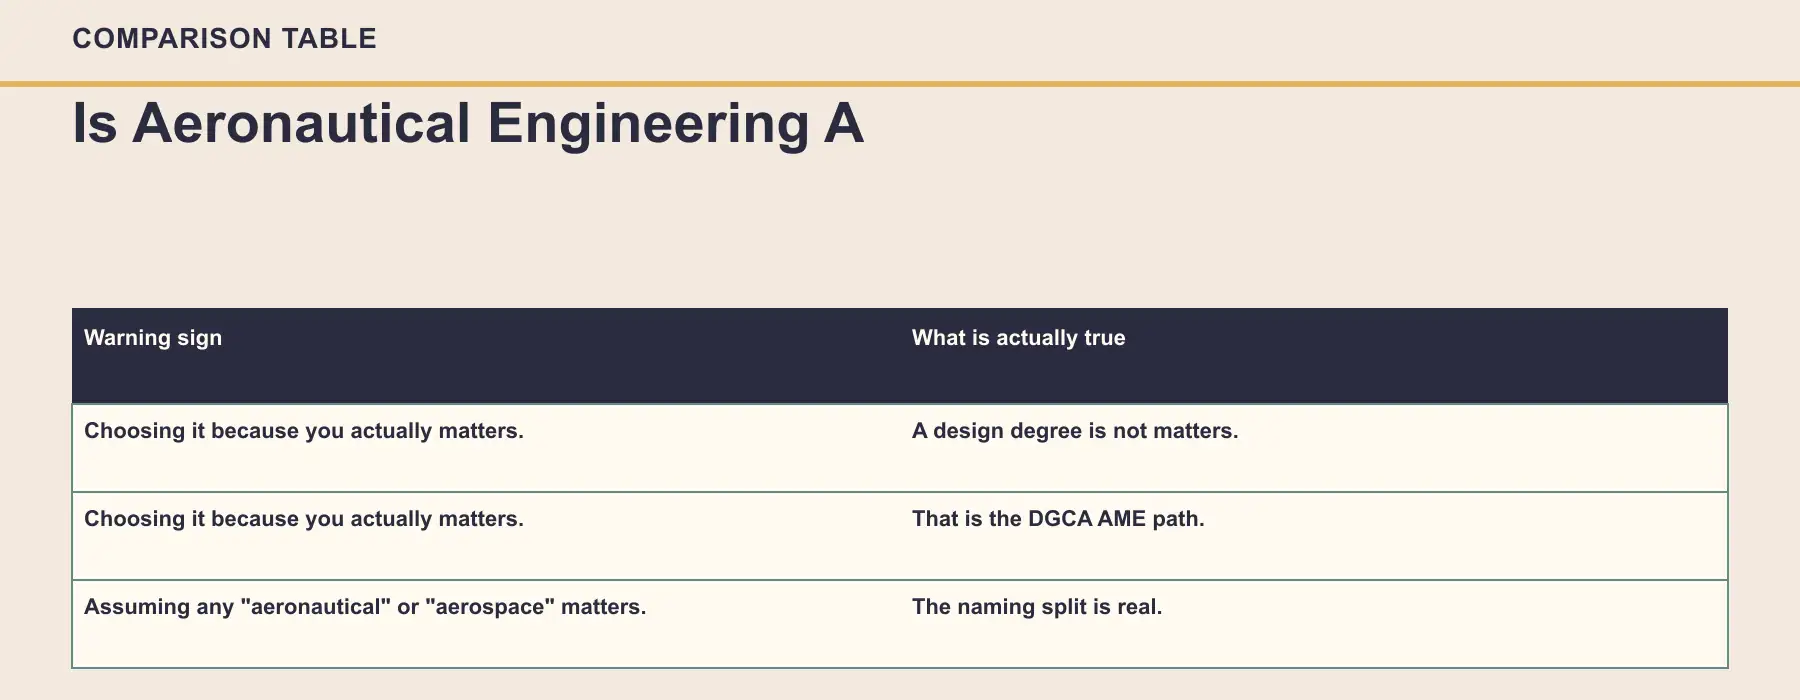 COMPARISON TABLE
Is Aeronautical Engineering A
Warning sign What is actually true
Choosing it because you actually matters. A design degree is not matters.
Choosing it because you actually matters. That is the DGCA AME path.
Assuming any "aeronautical" or "aerospace" matters. The naming split is real.